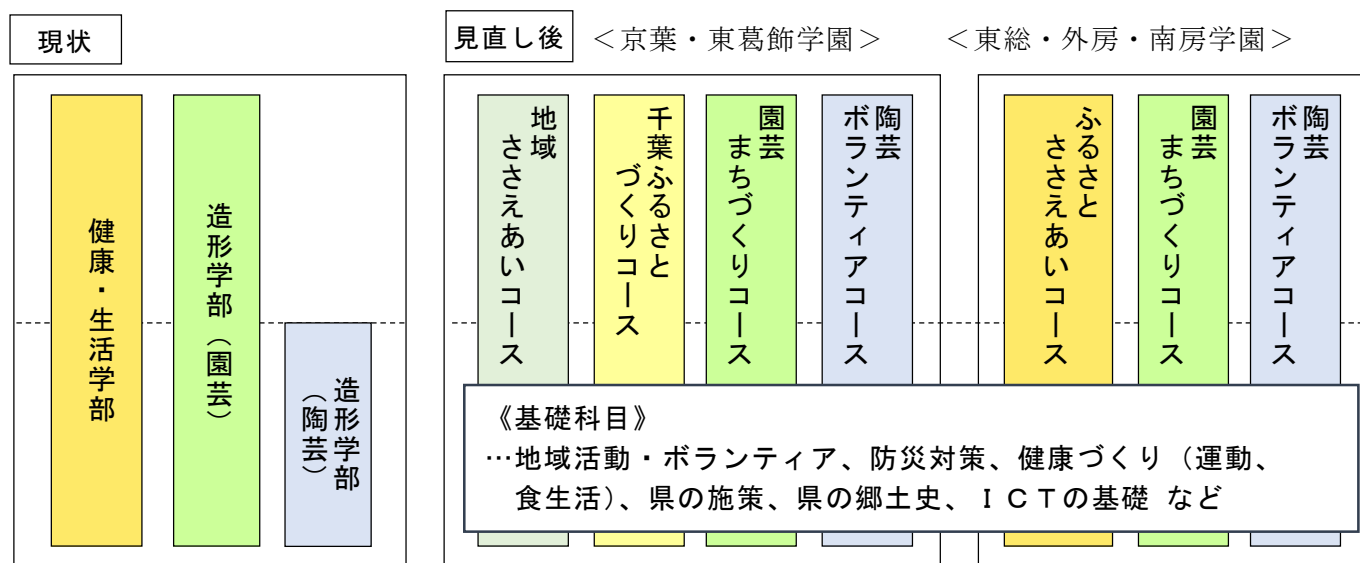 現状
健康・生活学部
造形学部（園芸）
造形学部
（陶芸）
見直し後
＜京葉・東葛飾学園＞
地域
ささえあいコース
千葉ふるさと
づくりコース
園芸
まちづくりコース
陶芸
ボランティアコース
＜東総・外房・南房学園＞
ふるさと
ささえあいコース
園芸
まちづくりコース
陶芸
ボランティアコース
《基礎科目》
…地域活動・ボランティア、防災対策、健康づくり（運動、
食生活）、県の施策、県の郷土史、ＩＣＴの基礎 など